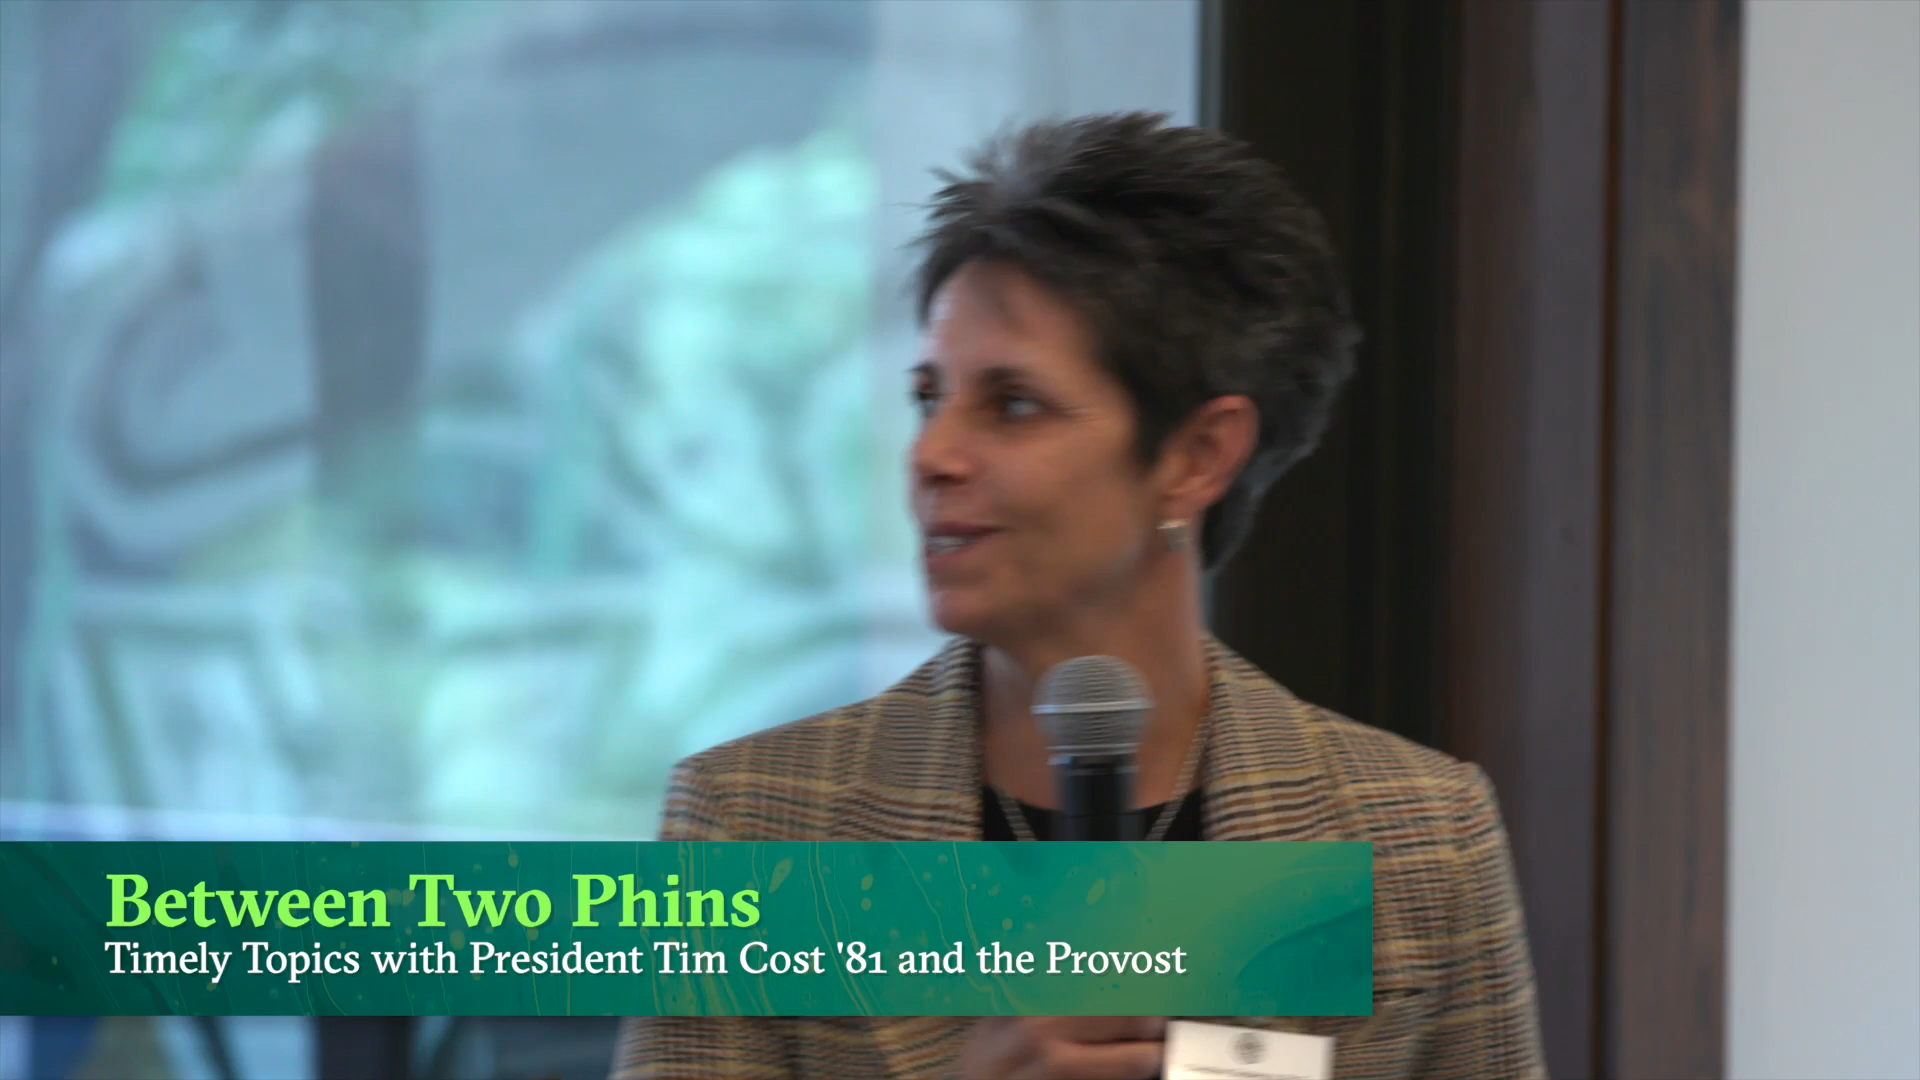 Between Two Phins
Timely Topics with President Tim Cost '81 and the Provost